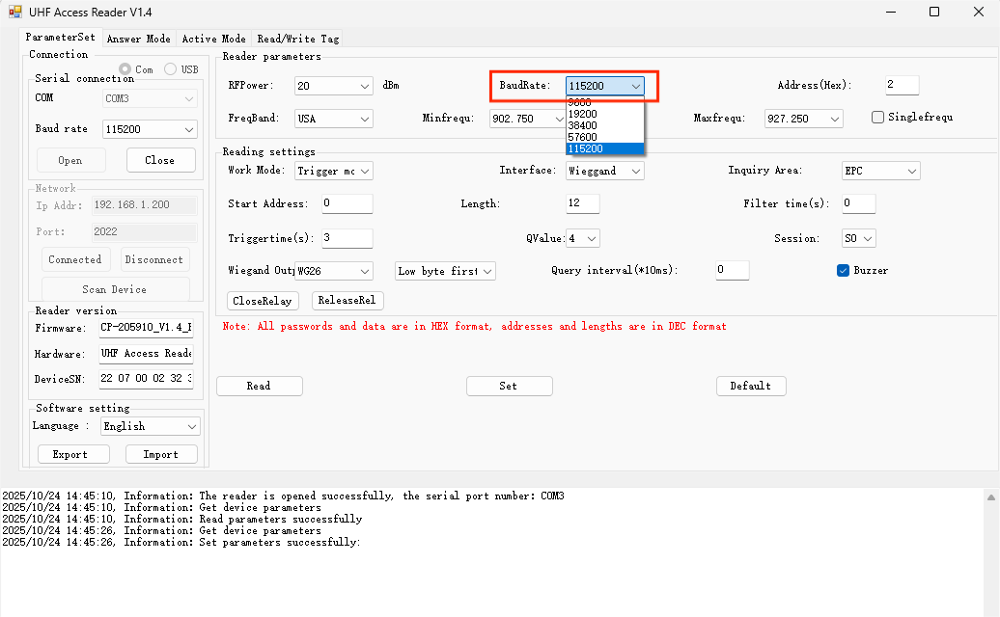 UHF Access Reader V1.4
ParameterSet Answer Mode Active Mode Read/Write Tag
Connection
Com USB
Serial connection
COM COM3
Baud rate 115200
Open Close
Network
Ip Addr: 192.168.1.200
Port: 2022
Connected Disconnect
Scan Device
Reader version
Firmware: CP-205910_V1.4_
Hardware: UHF Access Reade
DeviceSN: 22 07 00 02 32 3
Software setting
Language : English
Export Import
Reader parameters
RFPower: 20 dBm BaudRate: 115200 Address(Hex): 2
9600
19200
38400
57600
115200
FreqBand: USA Minfrequ: 902.750 Maxfrequ: 927.250 Singlefrequ
Reading settings
Work Mode: Trigger mo Interface: Wieggand Inquiry Area: EPC
Start Address: 0 Length: 12 Filter time(s): 0
Triggertime(s): 3 QValue: 4 Session: S0
Wiegand Outp WG26 Low byte first Query interval(*10ms): 0 Buzzer
CloseRelay ReleaseRel
Note: All passwords and data are in HEX format, addresses and lengths are in DEC format
Read Set Default
2025/10/24 14:45:10, Information: The reader is opened successfully, the serial port number: COM3
2025/10/24 14:45:10, Information: Get device parameters
2025/10/24 14:45:10, Information: Read parameters successfully
2025/10/24 14:45:26, Information: Get device parameters
2025/10/24 14:45:26, Information: Set parameters successfully: